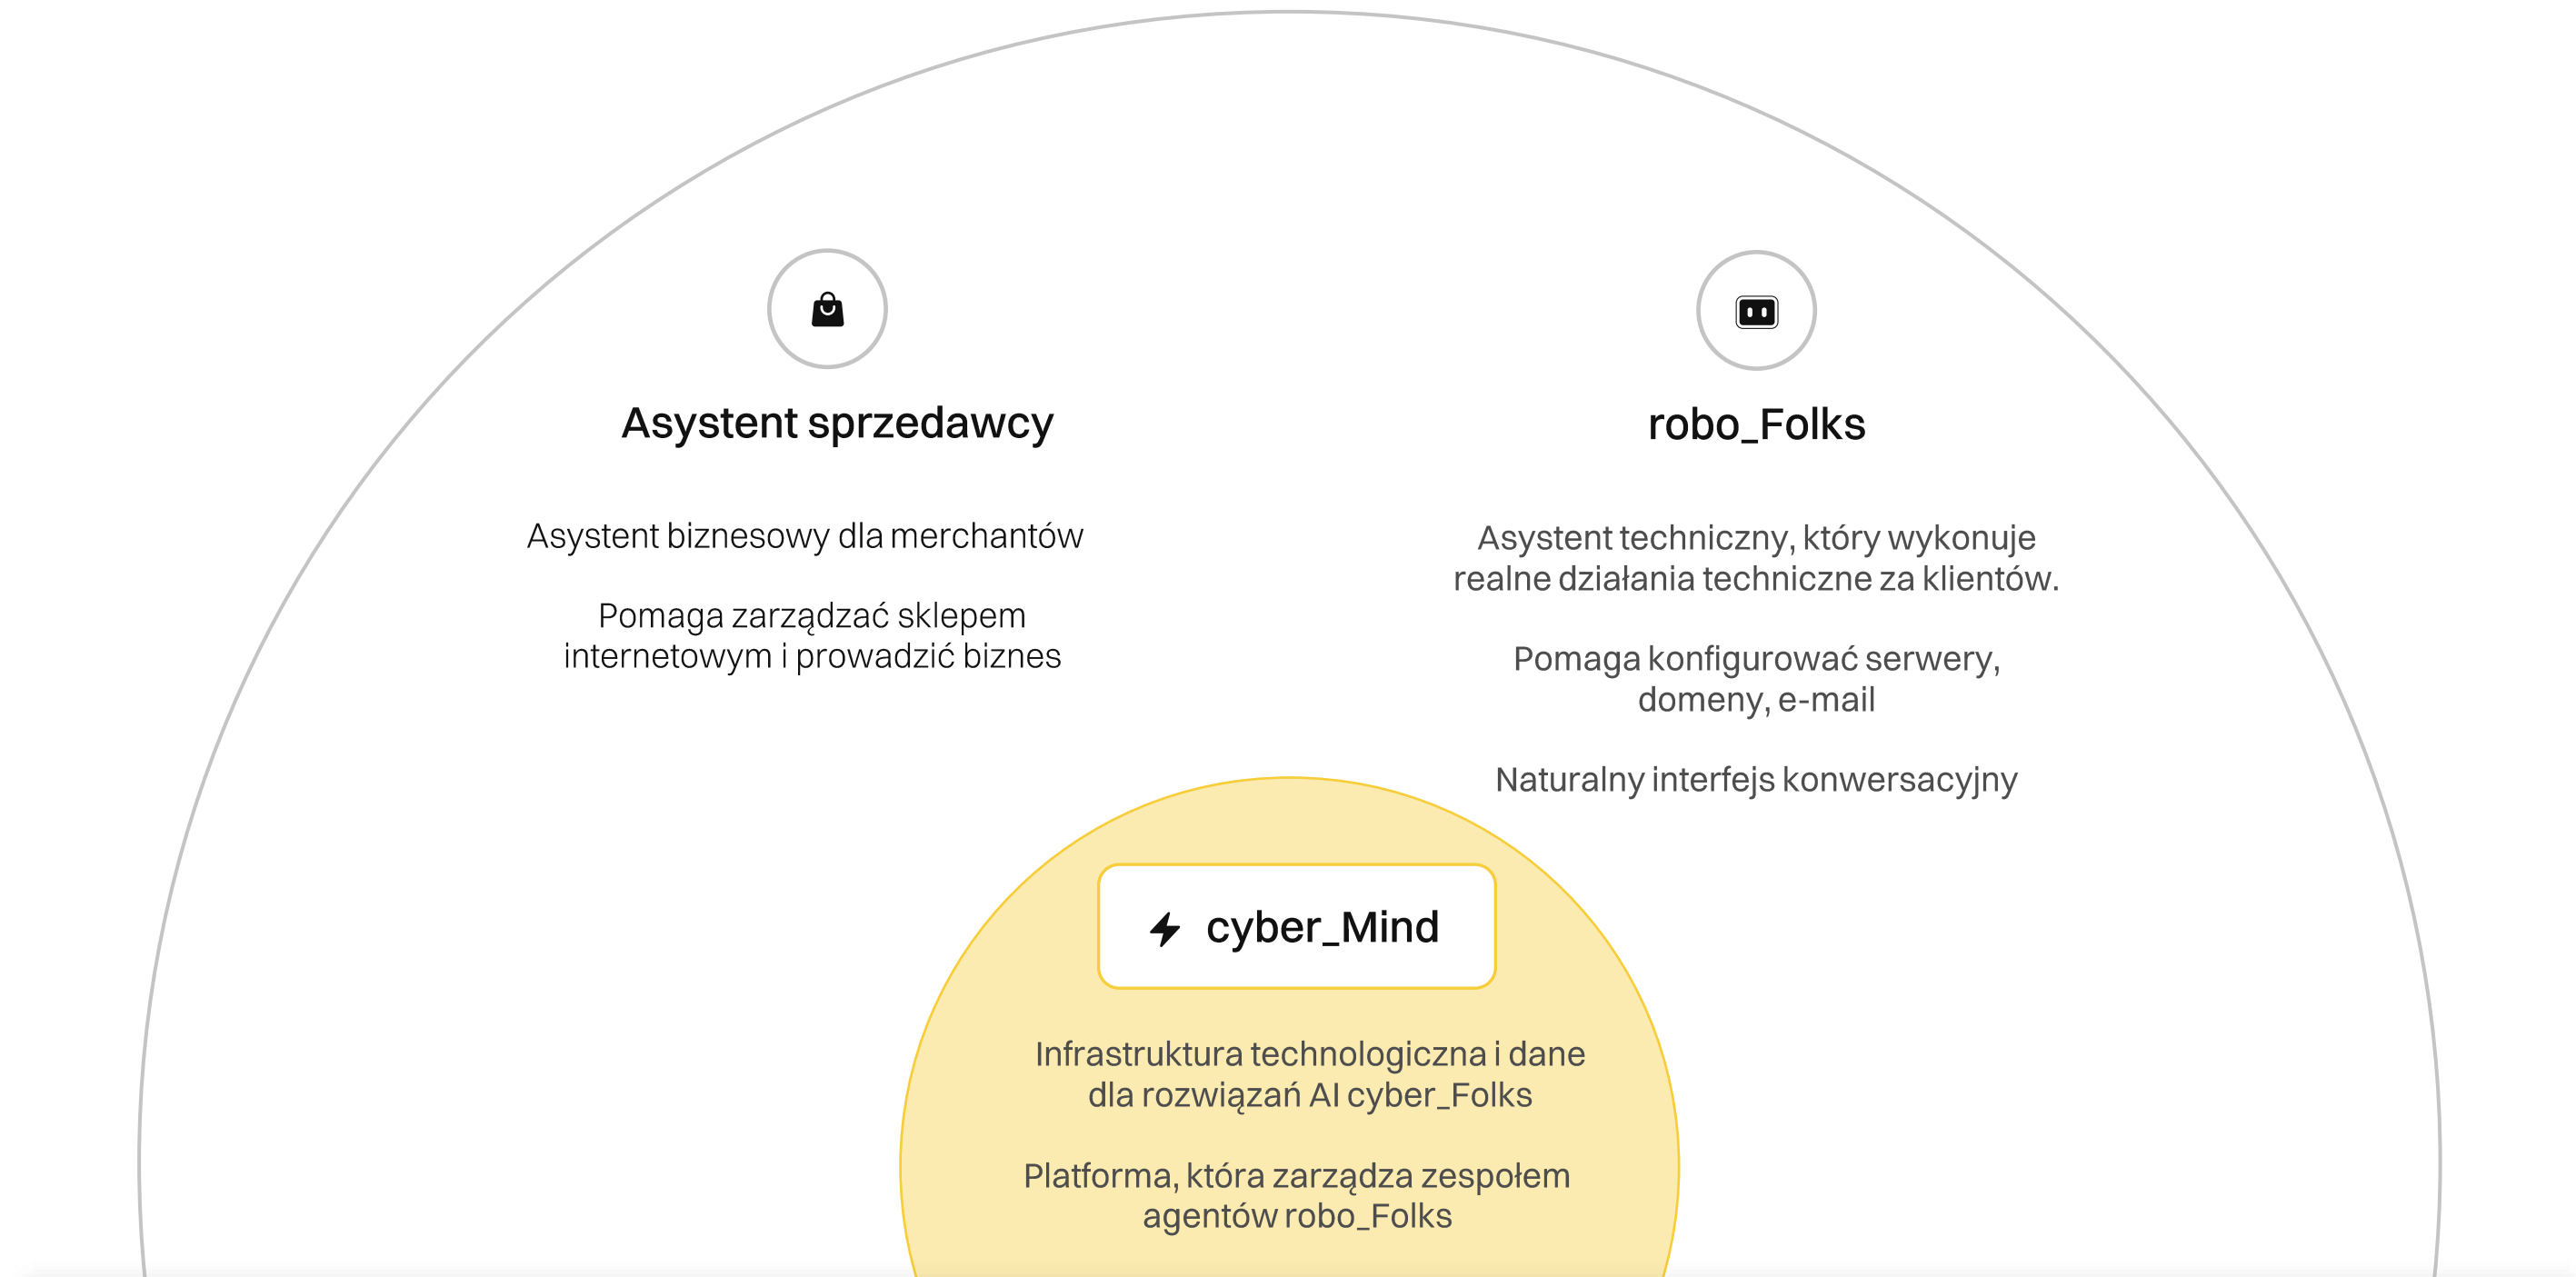 Asystent sprzedawcy
Asystent biznesowy dla merchantów
Pomaga zarządzać sklepem
internetowym i prowadzić biznes
robo_Folks
Asystent techniczny, który wykonuje
realne działania techniczne za klientów.
Pomaga konfigurować serwery,
domeny, e-mail
Naturalny interfejs konwersacyjny
cyber_Mind
Infrastruktura technologiczna i dane
dla rozwiązań AI cyber_Folks
Platforma, która zarządza zespołem
agentów robo_Folks